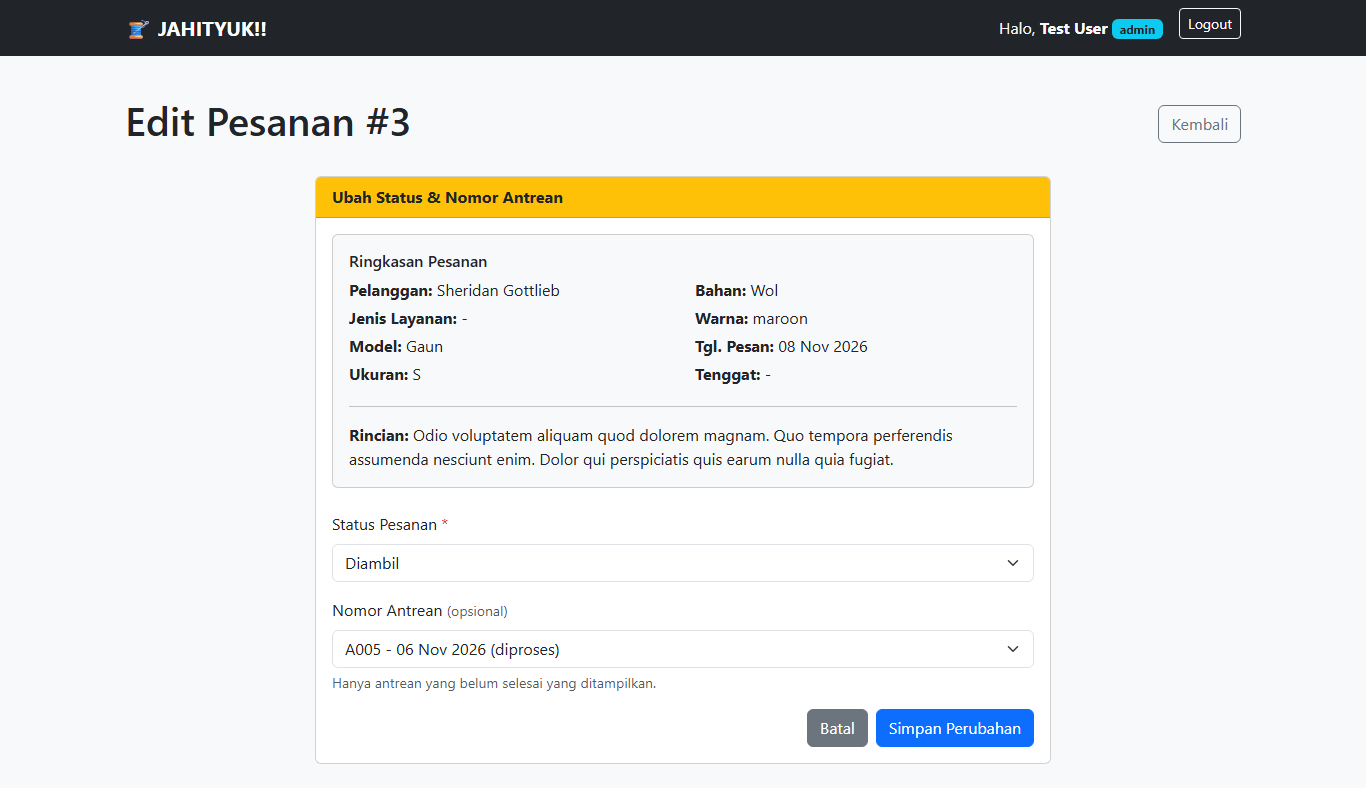 JAHITYUK!!
Halo, Test User admin
Logout
Edit Pesanan #3
Kembali
Ubah Status & Nomor Antrean
Ringkasan Pesanan
Pelanggan: Sheridan Gottlieb
Jenis Layanan: -
Model: Gaun
Ukuran: S
Bahan: Wol
Warna: maroon
Tgl. Pesan: 08 Nov 2026
Tenggat: -
Rincian: Odio voluptatem aliquam quod dolorem magnam. Quo tempora perferendis
assumenda nesciunt enim. Dolor qui perspiciatis quis earum nulla quia fugiat.
Status Pesanan *
Diambil
Nomor Antrean (opsional)
A005 - 06 Nov 2026 (diproses)
Hanya antrean yang belum selesai yang ditampilkan.
Batal
Simpan Perubahan